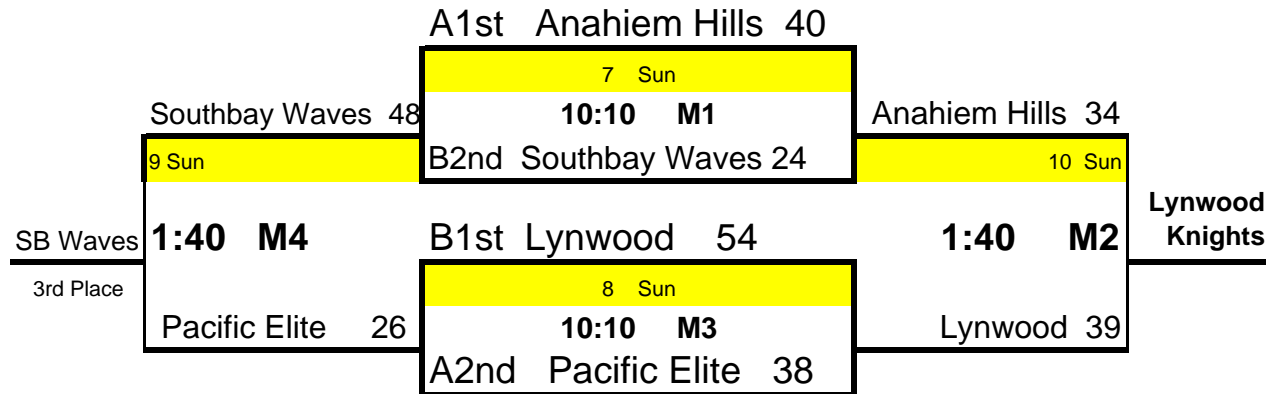 A1st Anahiem Hills 40
7 Sun
Southbay Waves 48
10:10 M1
Anahiem Hills 34
9 Sun
B2nd Southbay Waves 24
10 Sun
SB Waves
1:40 M4
B1st Lynwood 54
1:40 M2
Lynwood
Knights
3rd Place
8 Sun
Pacific Elite 26
10:10 M3
Lynwood 39
A2nd Pacific Elite 38